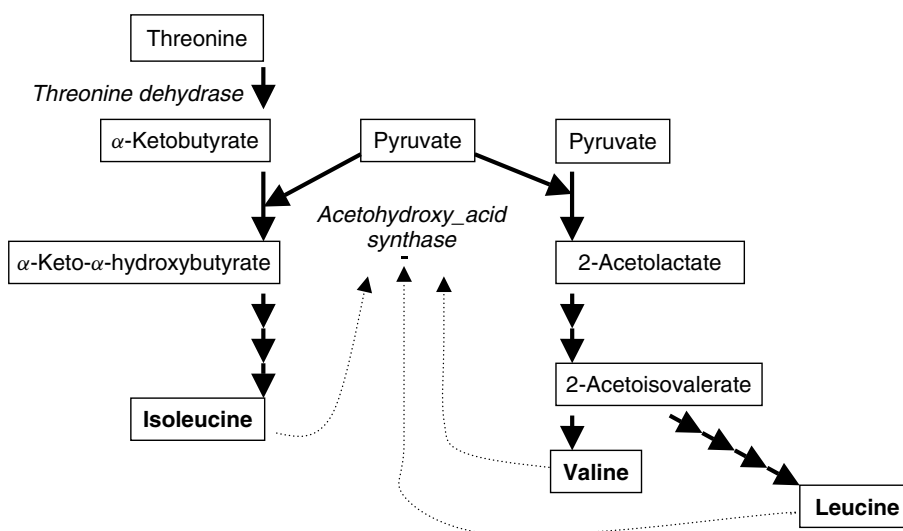 Threonine
Threonine dehydrase
α-Ketobutyrate
Pyruvate
Pyruvate
Acetohydroxy_acid
synthase
-
α-Keto-α-hydroxybutyrate
2-Acetolactate
2-Acetoisovalerate
Isoleucine
Valine
Leucine